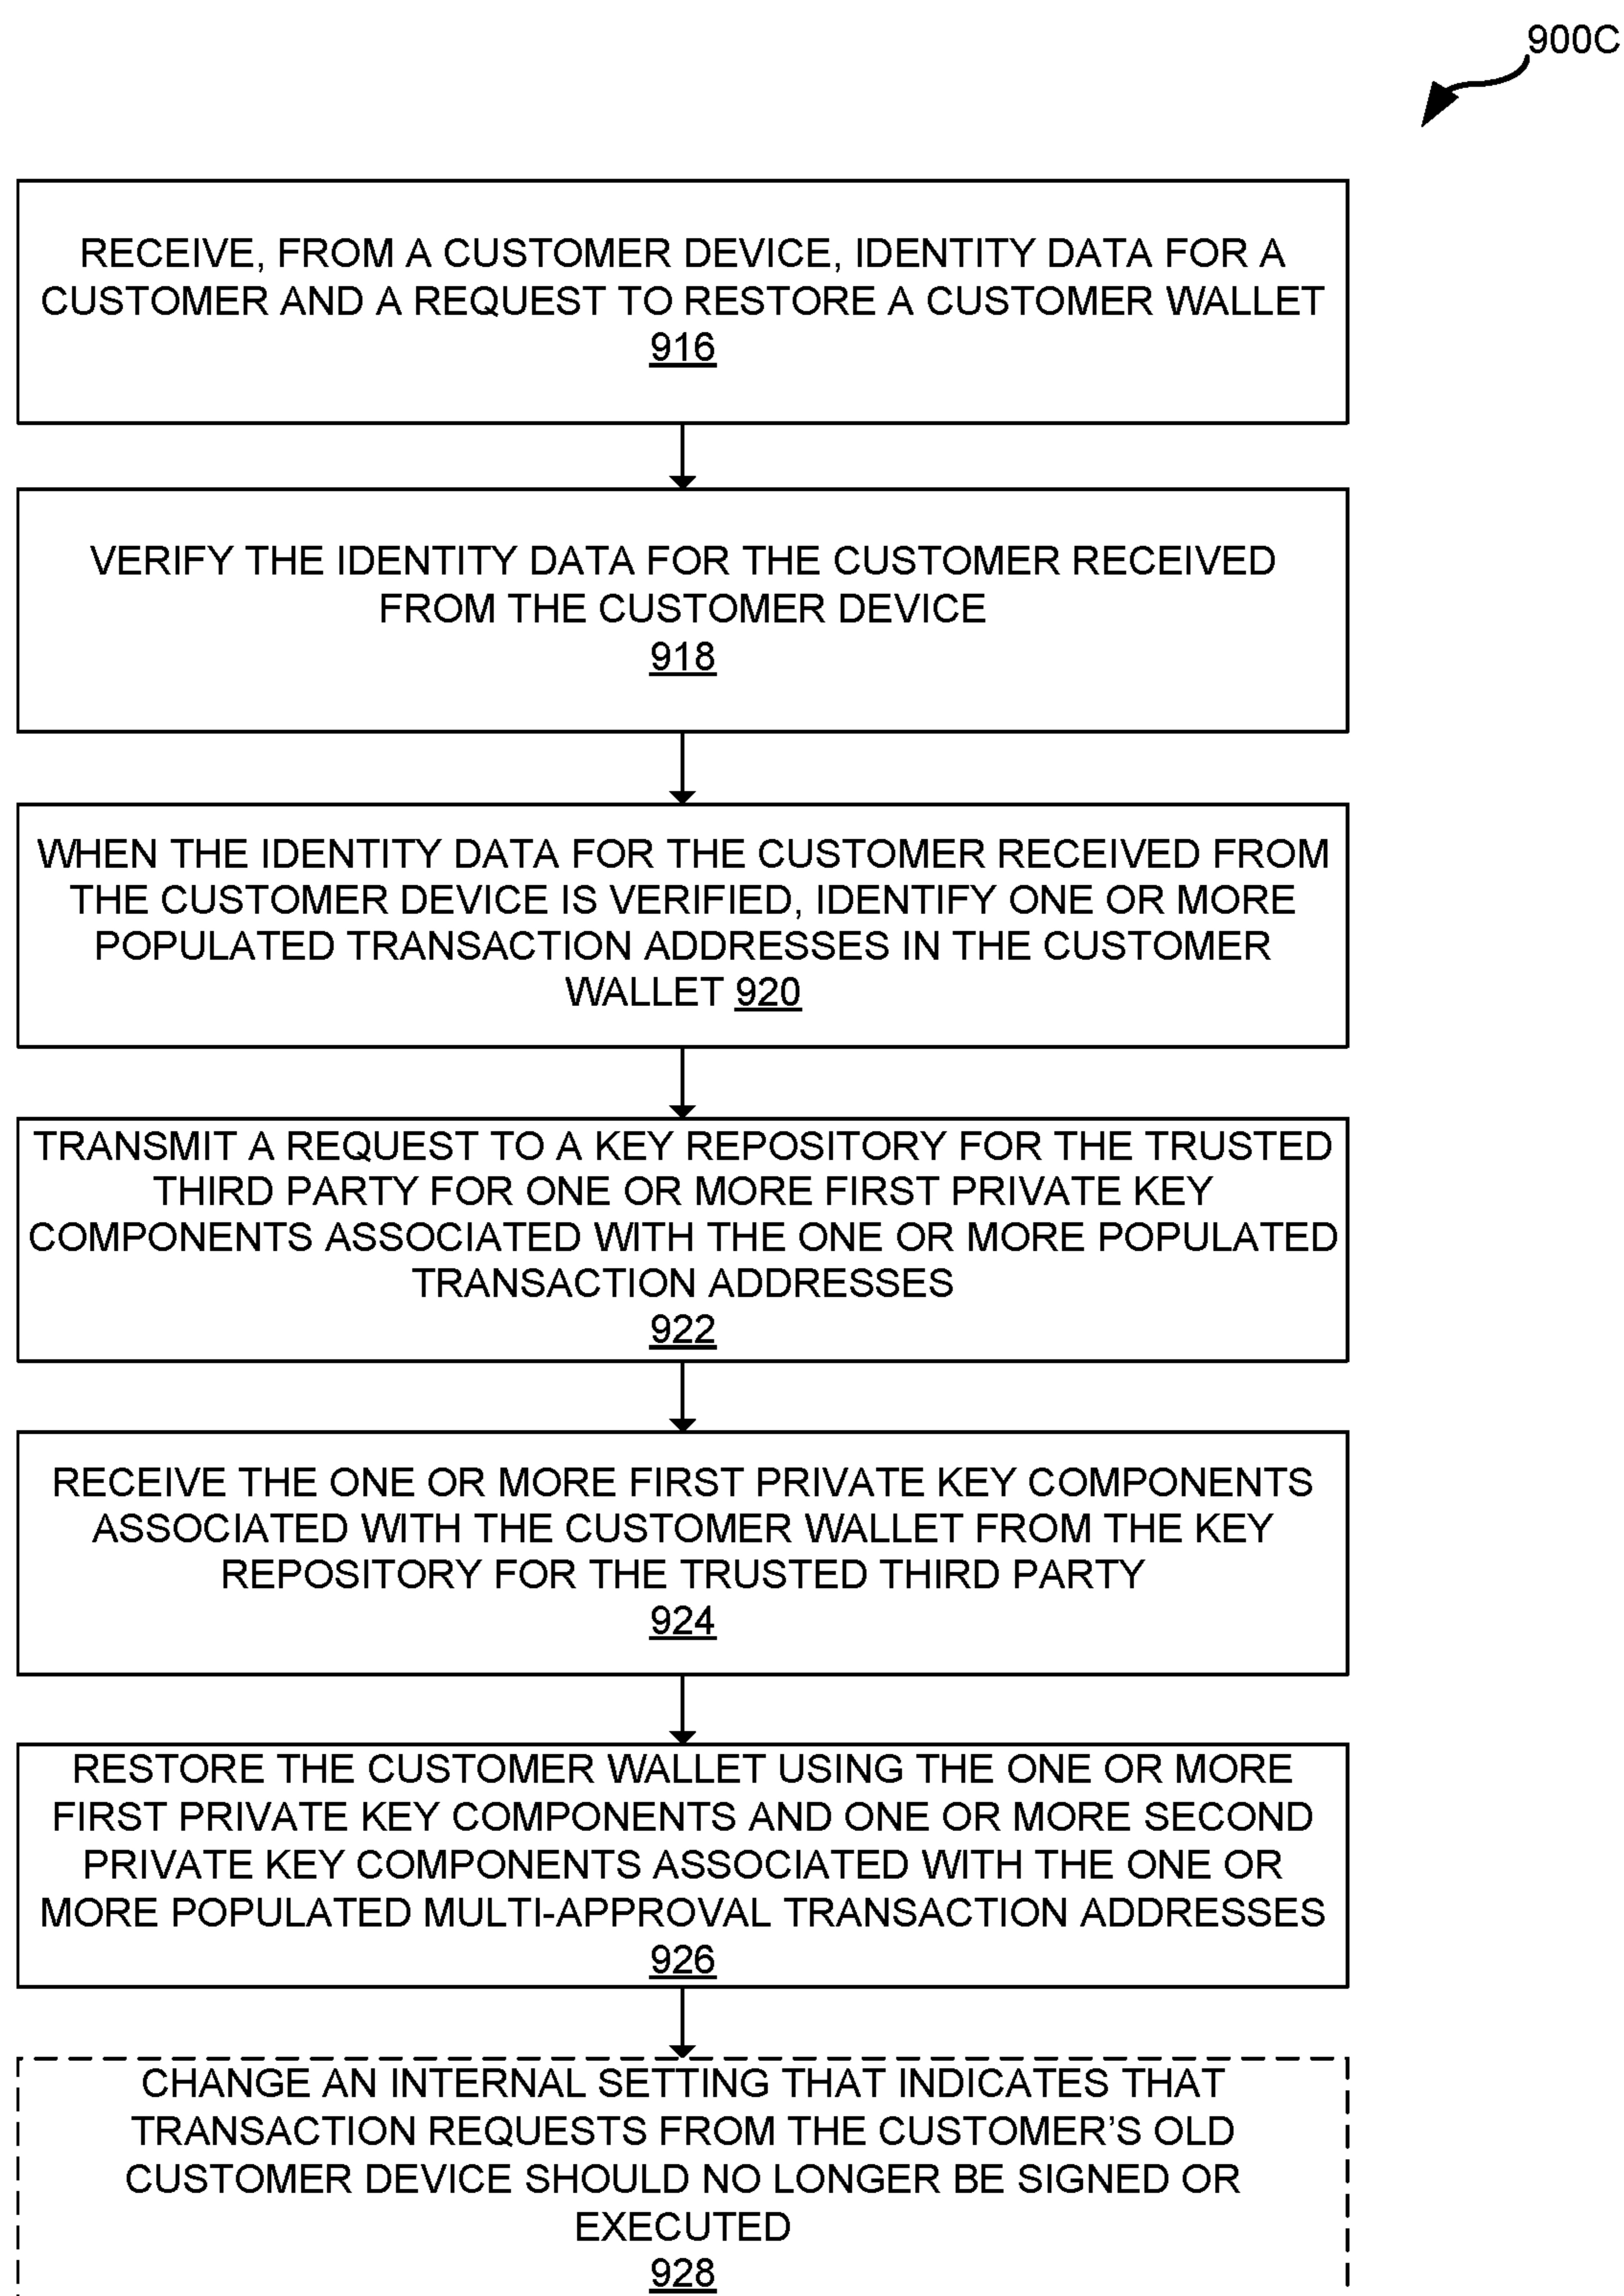 900C
RECEIVE, FROM A CUSTOMER DEVICE, IDENTITY DATA FOR A
CUSTOMER AND A REQUEST TO RESTORE A CUSTOMER WALLET
916
VERIFY THE IDENTITY DATA FOR THE CUSTOMER RECEIVED
FROM THE CUSTOMER DEVICE
918
WHEN THE IDENTITY DATA FOR THE CUSTOMER RECEIVED FROM
THE CUSTOMER DEVICE IS VERIFIED, IDENTIFY ONE OR MORE
POPULATED TRANSACTION ADDRESSES IN THE CUSTOMER
WALLET 920
TRANSMIT A REQUEST TO A KEY REPOSITORY FOR THE TRUSTED
THIRD PARTY FOR ONE OR MORE FIRST PRIVATE KEY
COMPONENTS ASSOCIATED WITH THE ONE OR MORE POPULATED
TRANSACTION ADDRESSES
922
RECEIVE THE ONE OR MORE FIRST PRIVATE KEY COMPONENTS
ASSOCIATED WITH THE CUSTOMER WALLET FROM THE KEY
REPOSITORY FOR THE TRUSTED THIRD PARTY
924
RESTORE THE CUSTOMER WALLET USING THE ONE OR MORE
FIRST PRIVATE KEY COMPONENTS AND ONE OR MORE SECOND
PRIVATE KEY COMPONENTS ASSOCIATED WITH THE ONE OR
MORE POPULATED MULTI-APPROVAL TRANSACTION ADDRESSES
926
CHANGE AN INTERNAL SETTING THAT INDICATES THAT
TRANSACTION REQUESTS FROM THE CUSTOMER’S OLD
CUSTOMER DEVICE SHOULD NO LONGER BE SIGNED OR
EXECUTED
928